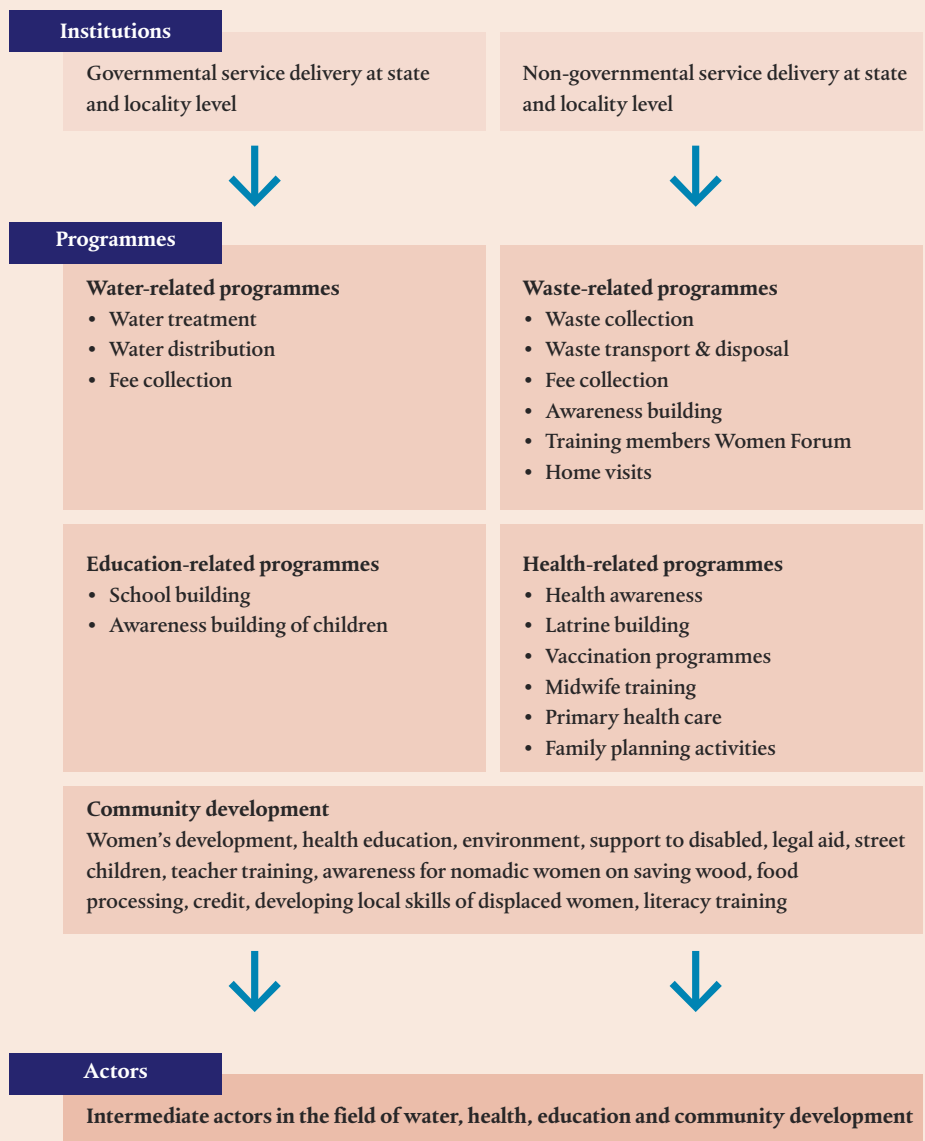 Institutions
Governmental service delivery at state
and locality level
Non-governmental service delivery at state
and locality level
Programmes
Water-related programmes
• Water treatment
• Water distribution
• Fee collection
Waste-related programmes
• Waste collection
• Waste transport & disposal
• Fee collection
• Awareness building
• Training members Women Forum
• Home visits
Education-related programmes
• School building
• Awareness building of children
Health-related programmes
• Health awareness
• Latrine building
• Vaccination programmes
• Midwife training
• Primary health care
• Family planning activities
Community development
Women’s development, health education, environment, support to disabled, legal aid, street
children, teacher training, awareness for nomadic women on saving wood, food
processing, credit, developing local skills of displaced women, literacy training
Actors
Intermediate actors in the field of water, health, education and community development